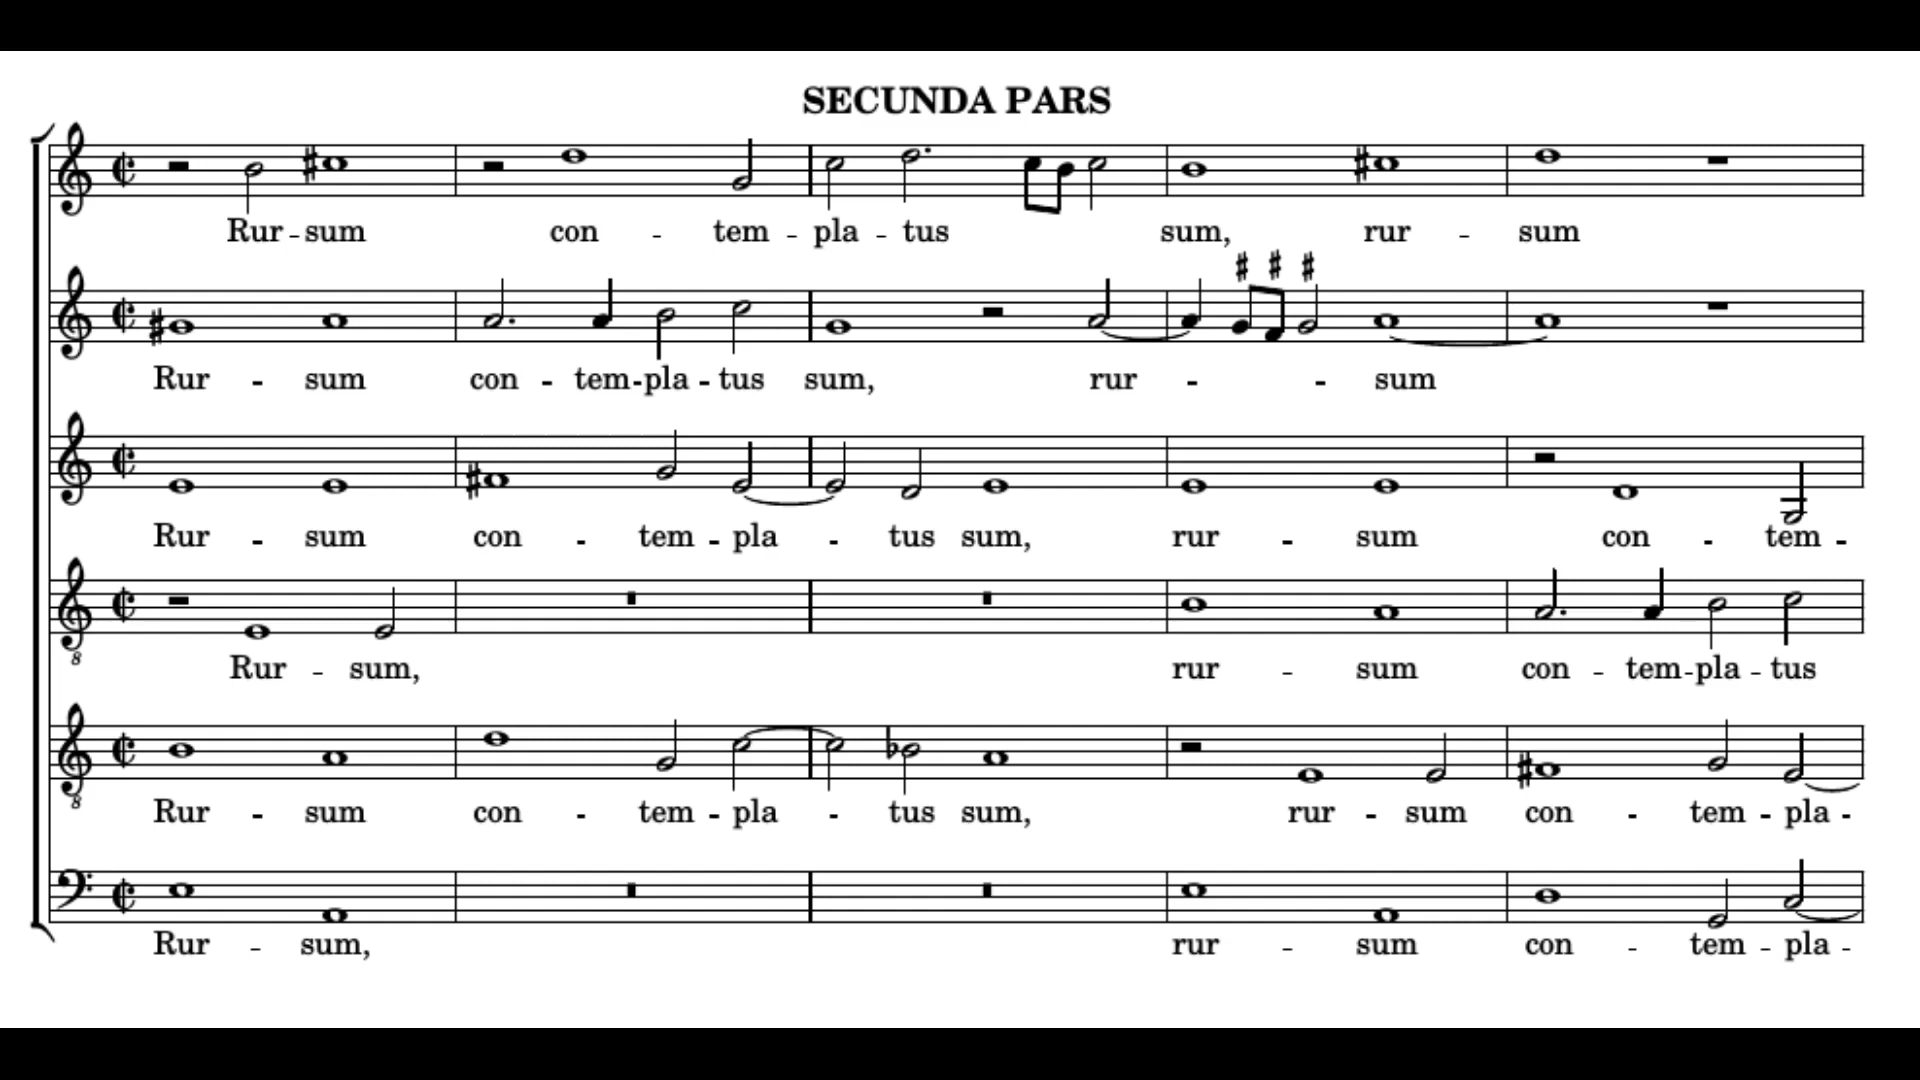 SECUNDA PARS
Rur - sum con - tem - pla - tus sum, rur - sum
Rur - sum con - tem - pla - tus sum, rur - - sum
Rur - sum con - tem - pla - tus sum, rur - sum con - tem -
8
Rur - sum, rur - sum con - tem - pla - tus
8
Rur - sum con - tem - pla - tus sum, rur - sum con - tem - pla -
Rur - sum, rur - sum con - tem - pla -